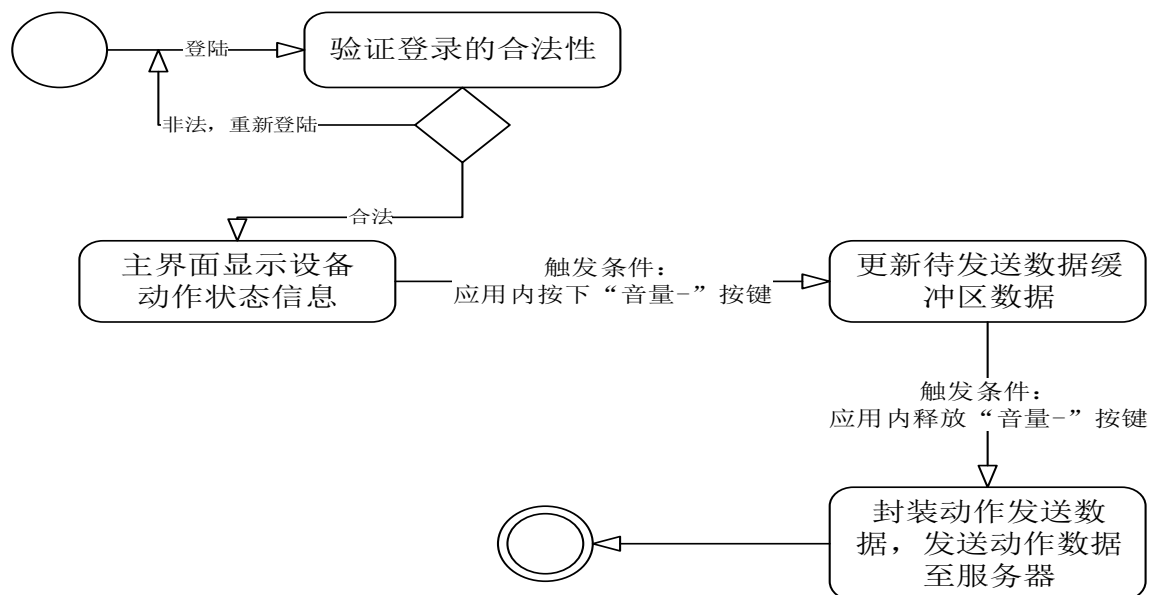 登陆
验证登录的合法性
非法，重新登陆
合法
主界面显示设备
动作状态信息
触发条件：
应用内按下“音量-”按键
更新待发送数据缓
冲区数据
触发条件：
应用内释放“音量-”按键
封装动作发送数
据，发送动作数据
至服务器